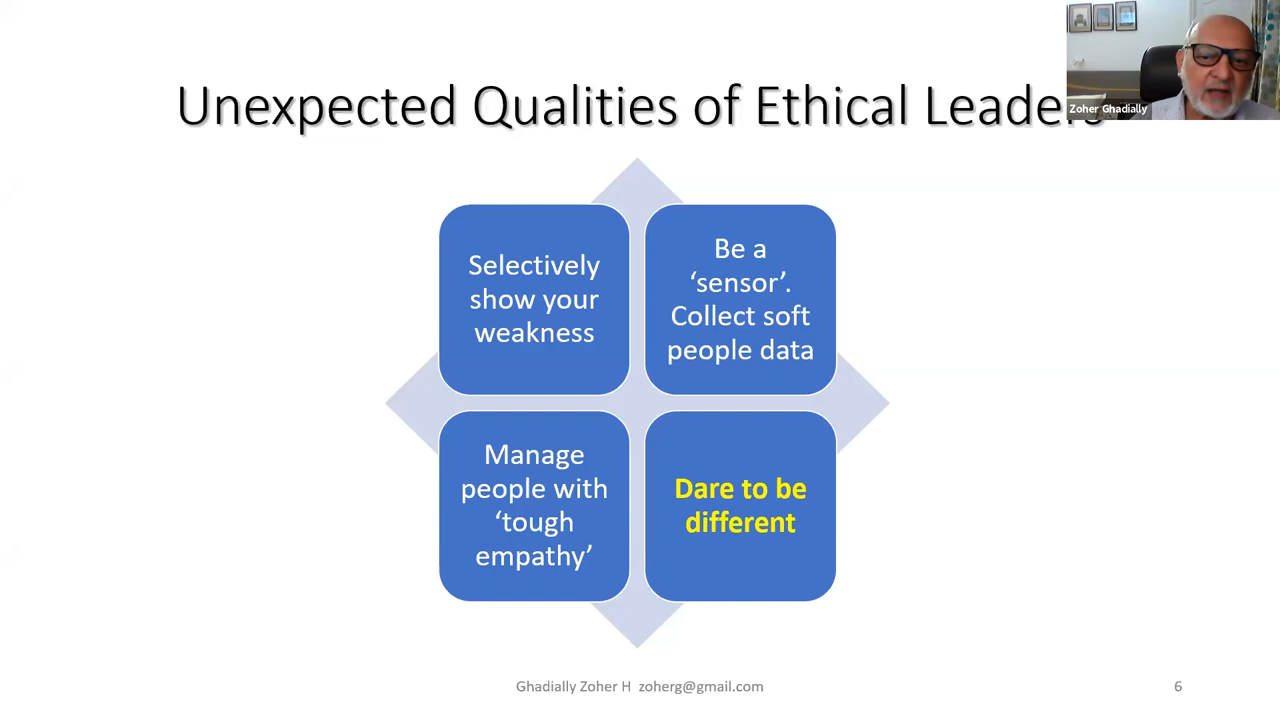 Unexpected Qualities of Ethical Leaders
Zoher Ghadially
Selectively
show your
weakness
Be a
‘sensor’.
Collect soft
people data
Manage
people with
‘tough
empathy’
Dare to be
different
Ghadially Zoher H zoherg@gmail.com
6